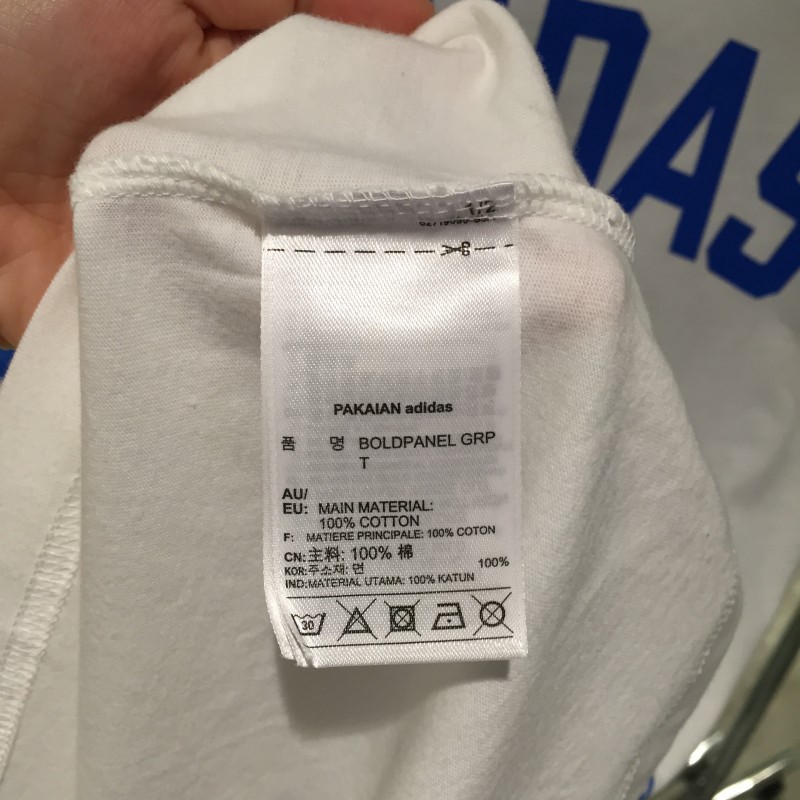 DAS
1/2
PAKAIAN adidas
품 명 BOLDPANEL GRP
T
AU/
EU: MAIN MATERIAL:
100% COTTON
F: MATIERE PRINCIPALE: 100% COTON
CN: 主料: 100% 棉
KOR: 주소재: 면 100%
IND: MATERIAL UTAMA: 100% KATUN
30